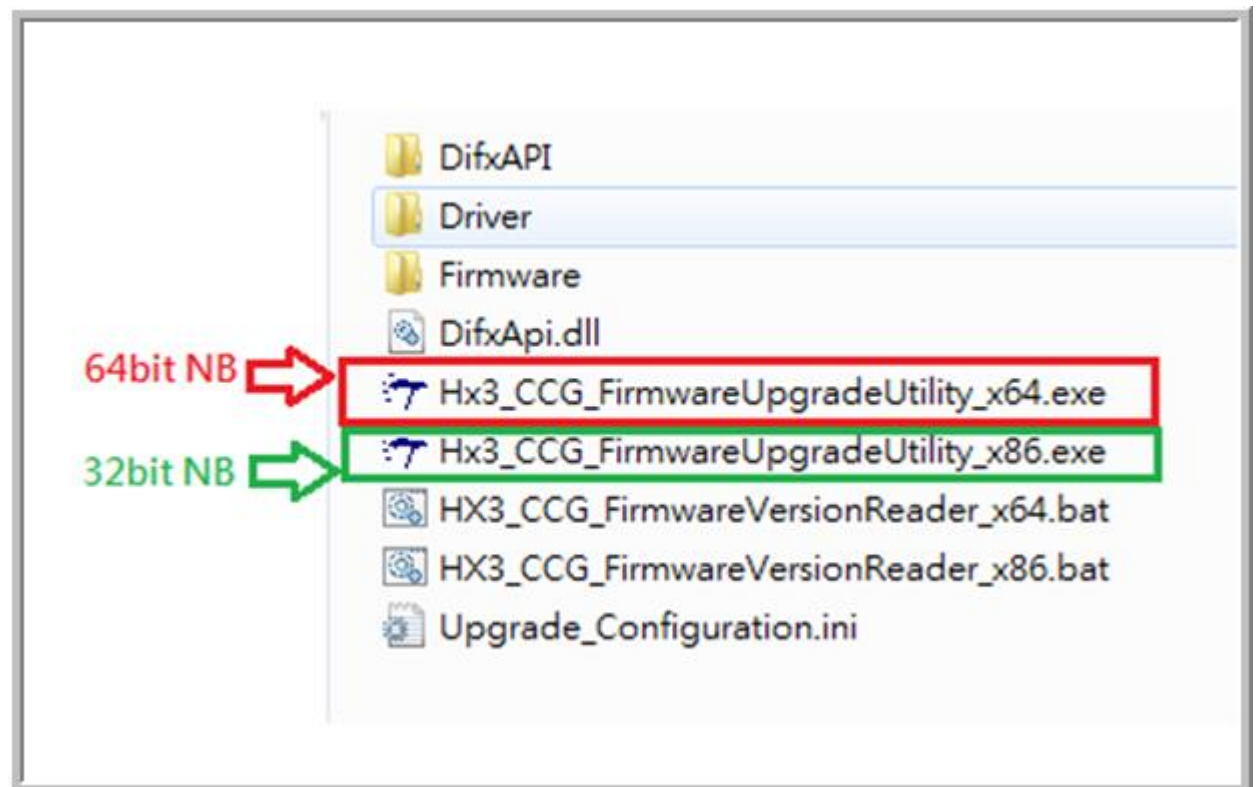 DifxAPI
Driver
Firmware
DifxApi.dll
64bit NB
Hx3_CCG_FirmwareUpgradeUtility_x64.exe
32bit NB
Hx3_CCG_FirmwareUpgradeUtility_x86.exe
HX3_CCG_FirmwareVersionReader_x64.bat
HX3_CCG_FirmwareVersionReader_x86.bat
Upgrade_Configuration.ini